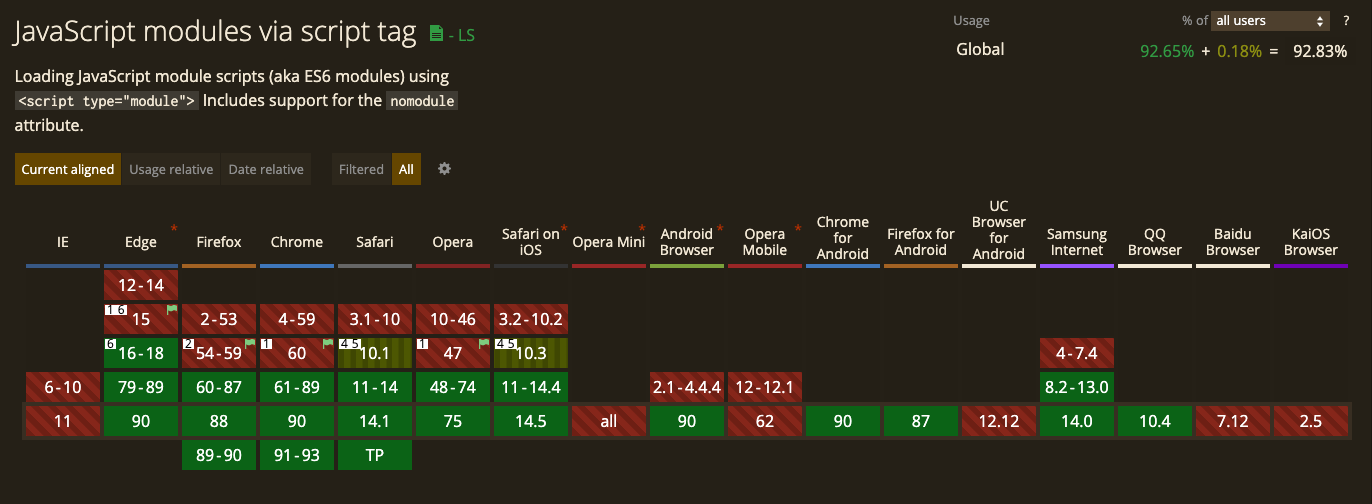 JavaScript modules via script tag - LS
Usage % of all users ?
Global 92.65% + 0.18% = 92.83%
Loading JavaScript module scripts (aka ES6 modules) using
<script type="module"> Includes support for the nomodule
attribute.
Current aligned Usage relative Date relative Filtered All
IE
Edge *
Firefox
Chrome
Safari
Opera
Safari on
iOS *
Opera Mini *
Android
Browser *
Opera
Mobile *
Chrome
for
Android
Firefox for
Android
UC
Browser
for
Android
Samsung
Internet
QQ
Browser
Baidu
Browser
KaiOS
Browser
12-14
1 6 15 2-53 4-59 3.1-10 10-46 3.2-10.2
6 16-18 2 54-59 1 60 4 5 10.1 1 47 4 5 10.3 4-7.4
6-10 79-89 60-87 61-89 11-14 48-74 11-14.4 2.1-4.4.4 12-12.1 8.2-13.0
11 90 88 90 14.1 75 14.5 all 90 62 90 87 12.12 14.0 10.4 7.12 2.5
89-90 91-93 TP